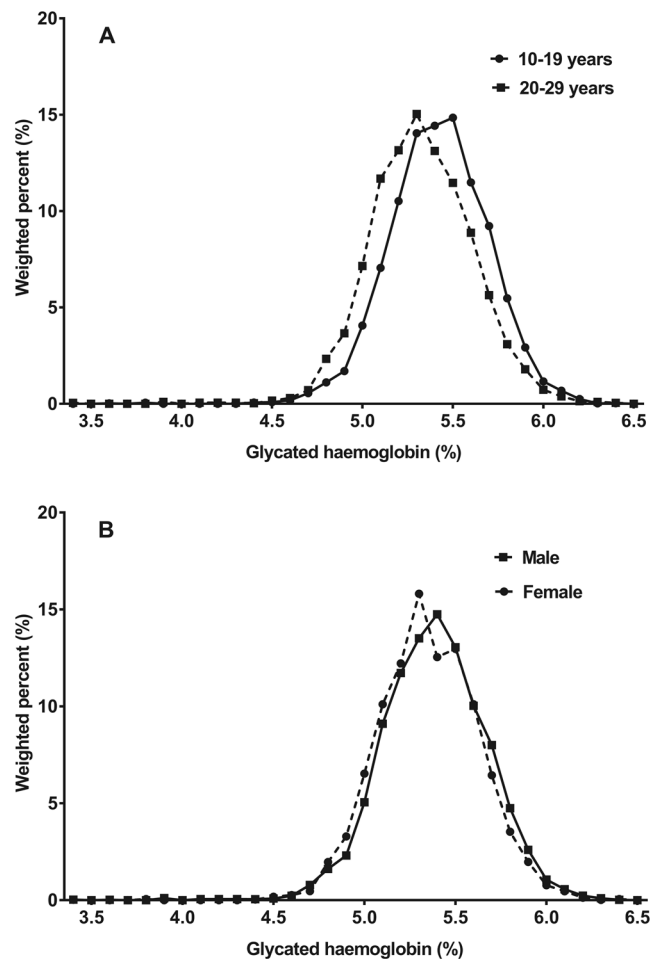 A
20
15
10
5
0
Weighted percent (%)
10-19 years
20-29 years
3.5 4.0 4.5 5.0 5.5 6.0 6.5
Glycated haemoglobin (%)
B
20
15
10
5
0
Weighted percent (%)
Male
Female
3.5 4.0 4.5 5.0 5.5 6.0 6.5
Glycated haemoglobin (%)